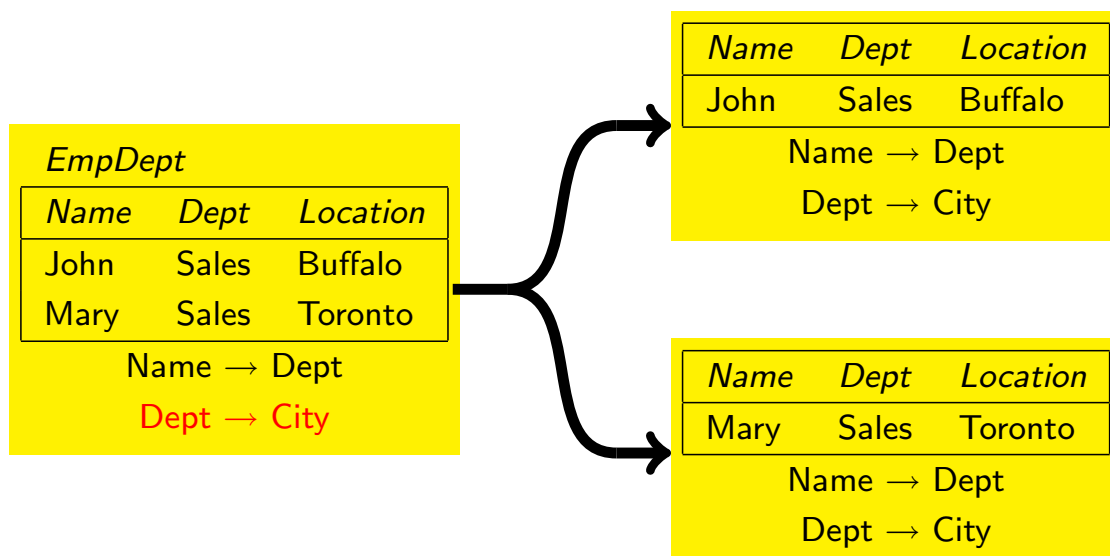 EmpDept
Name Dept Location
John Sales Buffalo
Mary Sales Toronto
Name → Dept
Dept → City
Name Dept Location
John Sales Buffalo
Name → Dept
Dept → City
Name Dept Location
Mary Sales Toronto
Name → Dept
Dept → City